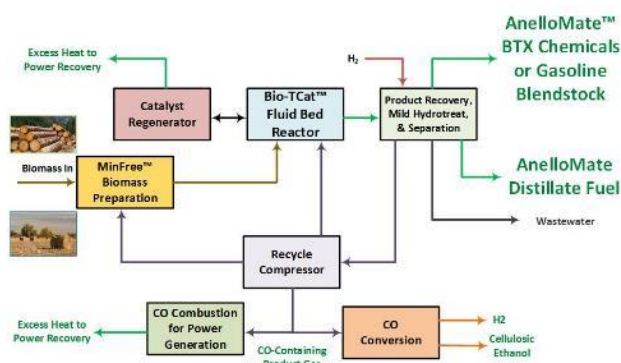 AnelloMate™
BTX Chemicals
or Gasoline
Blendstock
Excess Heat to
Power Recovery
H₂
Catalyst
Regenerator
Bio-TCat™
Fluid Bed
Reactor
Product Recovery,
Mild Hydrotreat,
& Separation
Biomass In
MinFree™
Biomass
Preparation
AnelloMate
Distillate Fuel
Wastewater
Recycle
Compressor
Excess Heat to
Power Recovery
CO Combustion
for Power
Generation
CO-Containing
Product Gas
CO
Conversion
H2
Cellulosic
Ethanol